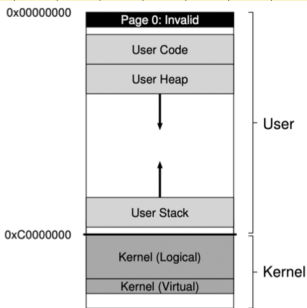 0x00000000
Page 0: Invalid
User Code
User Heap
User
User Stack
0xC0000000
Kernel (Logical)
Kernel
Kernel (Virtual)